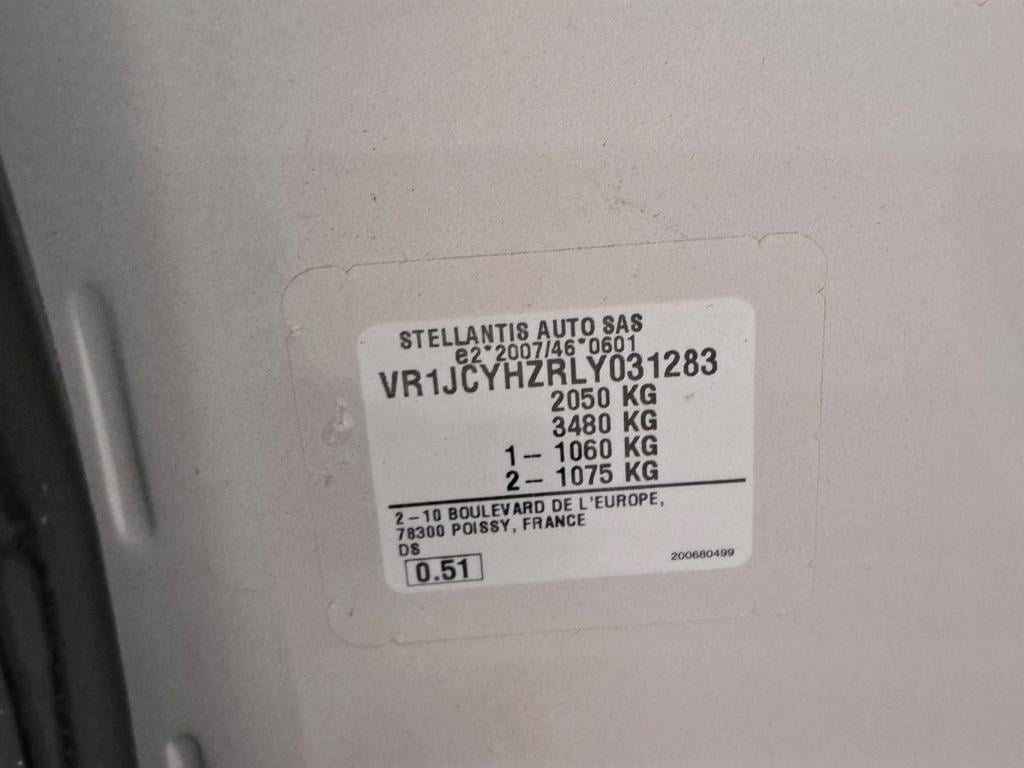 STELLANTIS AUTO SAS
e2*2007/46*0601
VR1JCYHZRLY031283
2050 KG
3480 KG
1– 1060 KG
2– 1075 KG
2–10 BOULEVARD DE L'EUROPE,
78300 POISSY, FRANCE
DS
0.51
200680499